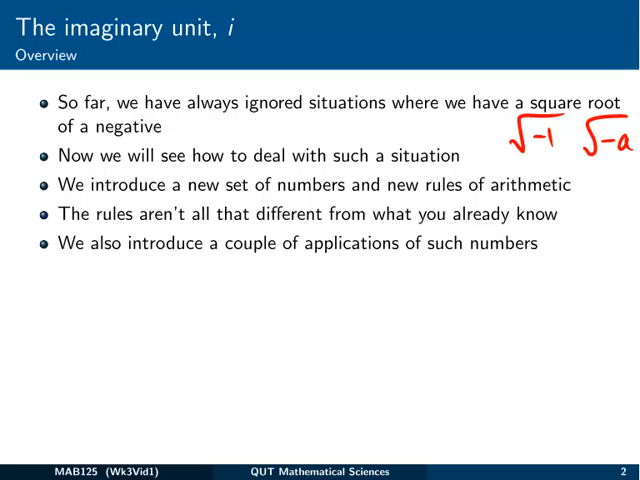 The imaginary unit, i
Overview
So far, we have always ignored situations where we have a square root
of a negative
√-1 √-a
Now we will see how to deal with such a situation
We introduce a new set of numbers and new rules of arithmetic
The rules aren't all that different from what you already know
We also introduce a couple of applications of such numbers
MAB125 (Wk3Vid1) QUT Mathematical Sciences 2